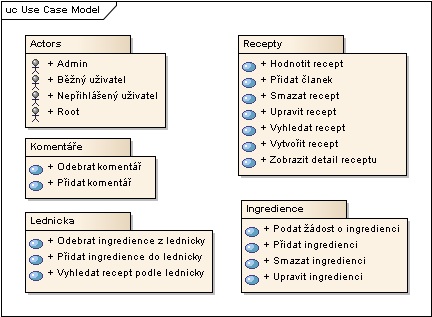 uc Use Case Model
Actors
+ Admin
+ Běžný uživatel
+ Nepřihlášený uživatel
+ Root
Komentáře
+ Odebrat komentář
+ Přidat komentář
Lednicka
+ Odebrat ingredience z lednicky
+ Přidat ingredience do lednicky
+ Vyhledat recept podle lednicky
Recepty
+ Hodnotit recept
+ Přidat članek
+ Smazat recept
+ Upravit recept
+ Vyhledat recept
+ Vytvořit recept
+ Zobrazit detail receptu
Ingredience
+ Podat žádost o ingredienci
+ Přidat ingredienci
+ Smazat ingredienci
+ Upravit ingredienci